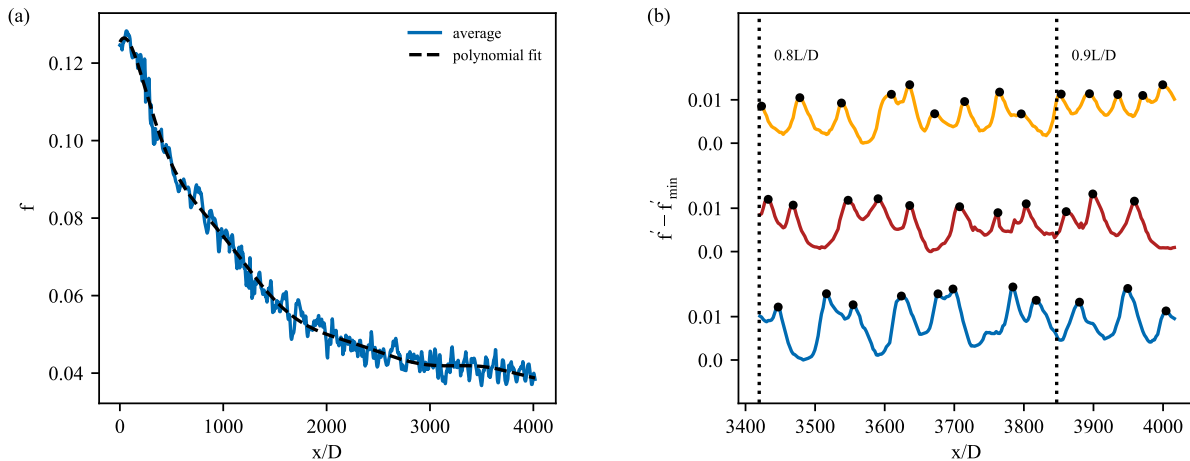 (a)
average
polynomial fit
f
0.12
0.10
0.08
0.06
0.04
0
1000
2000
3000
4000
x/D
(b)
0.8L/D
0.9L/D
f′ − f′min
0.01
0.0
0.01
0.0
0.01
0.0
3400
3500
3600
3700
3800
3900
4000
x/D